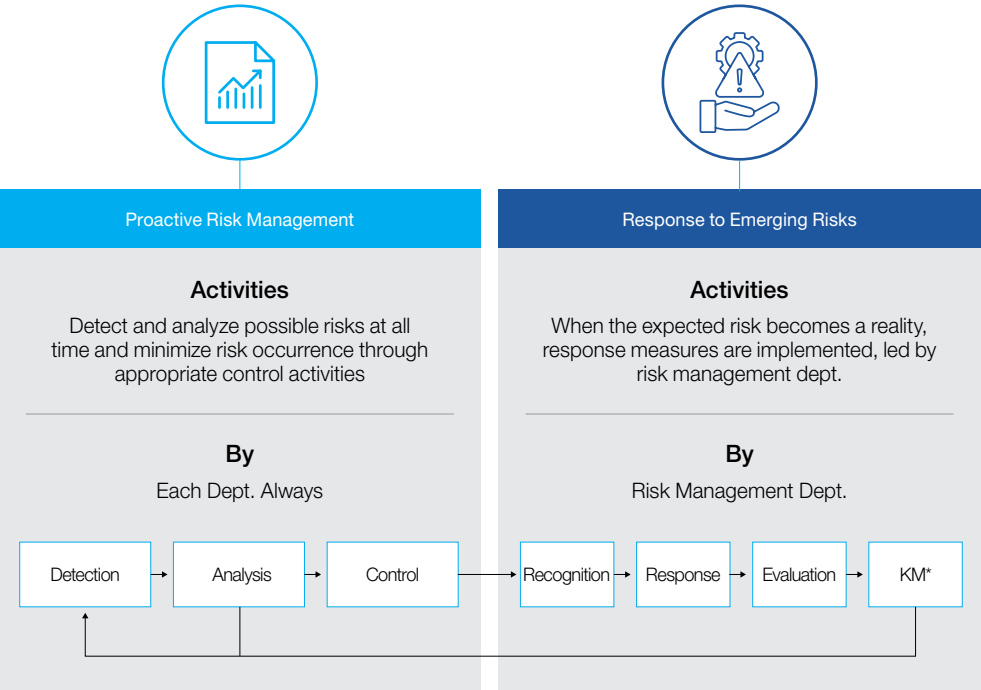 Proactive Risk Management
Activities
Detect and analyze possible risks at all
time and minimize risk occurrence through
appropriate control activities
By
Each Dept. Always
Detection
Analysis
Control
Response to Emerging Risks
Activities
When the expected risk becomes a reality,
response measures are implemented, led by
risk management dept.
By
Risk Management Dept.
Recognition
Response
Evaluation
KM*